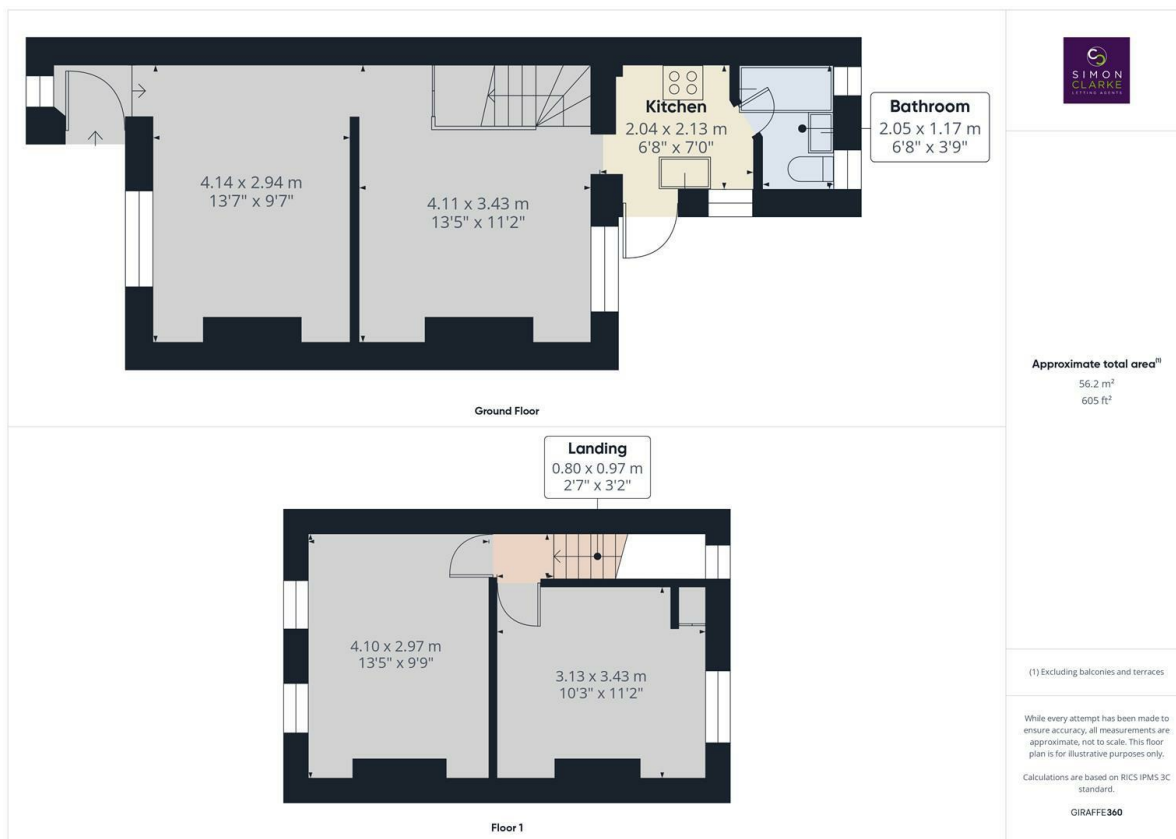 Kitchen
2.04 x 2.13 m
6'8" x 7'0"
Bathroom
2.05 x 1.17 m
6'8" x 3'9"
4.14 x 2.94 m
13'7" x 9'7"
4.11 x 3.43 m
13'5" x 11'2"
Ground Floor
Landing
0.80 x 0.97 m
2'7" x 3'2"
4.10 x 2.97 m
13'5" x 9'9"
3.13 x 3.43 m
10'3" x 11'2"
Floor 1
SIMON
CLARKE
LETTING AGENTS
Approximate total area⁽¹⁾
56.2 m²
605 ft²
(1) Excluding balconies and terraces
While every attempt has been made to
ensure accuracy, all measurements are
approximate, not to scale. This floor
plan is for illustrative purposes only.
Calculations are based on RICS IPMS 3C
standard.
GIRAFFE360